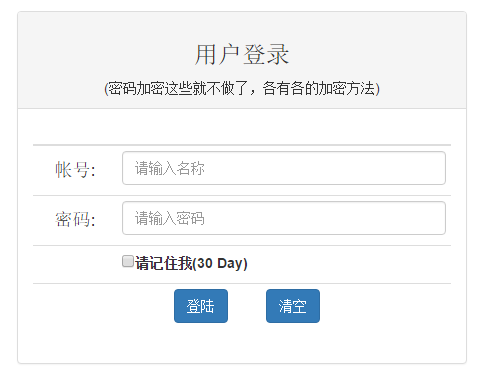 用户登录
(密码加密这些就不做了，各有各的加密方法)
帐号: 请输入名称
密码: 请输入密码
请记住我(30 Day)
登陆 清空